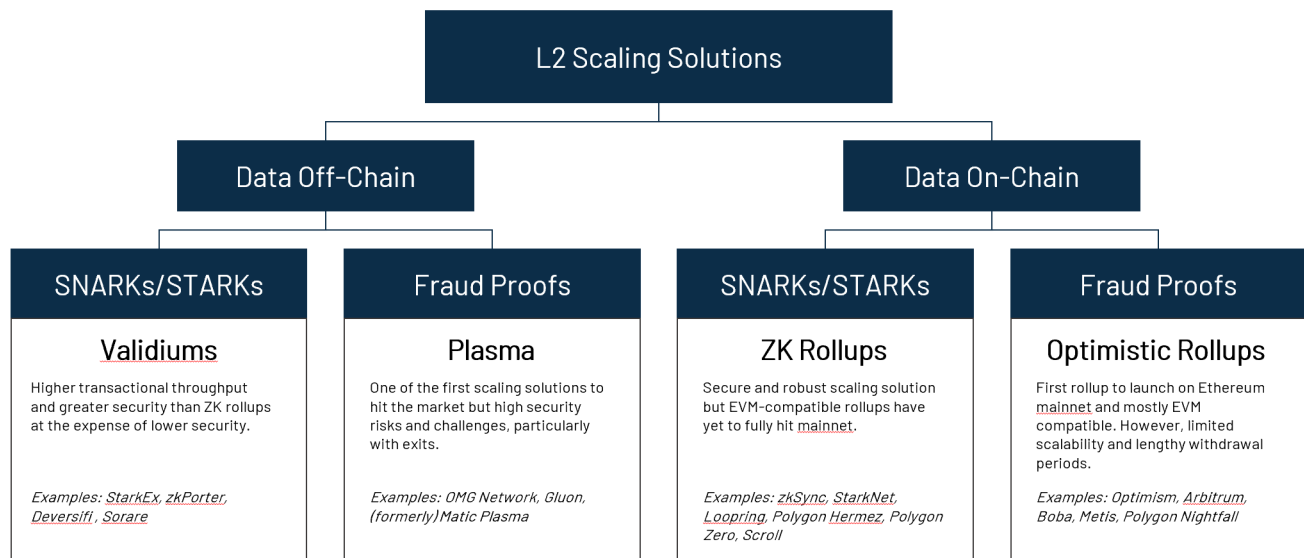 L2 Scaling Solutions
Data Off-Chain
Data On-Chain
SNARKs/STARKs
Validiums
Higher transactional throughput
and greater security than ZK rollups
at the expense of lower security.
Examples: StarkEx, zkPorter,
Deversifi , Sorare
Fraud Proofs
Plasma
One of the first scaling solutions to
hit the market but high security
risks and challenges, particularly
with exits.
Examples: OMG Network, Gluon,
(formerly) Matic Plasma
SNARKs/STARKs
ZK Rollups
Secure and robust scaling solution
but EVM-compatible rollups have
yet to fully hit mainnet.
Examples: zkSync, StarkNet,
Loopring, Polygon Hermez, Polygon
Zero, Scroll
Fraud Proofs
Optimistic Rollups
First rollup to launch on Ethereum
mainnet and mostly EVM
compatible. However, limited
scalability and lengthy withdrawal
periods.
Examples: Optimism, Arbitrum,
Boba, Metis, Polygon Nightfall